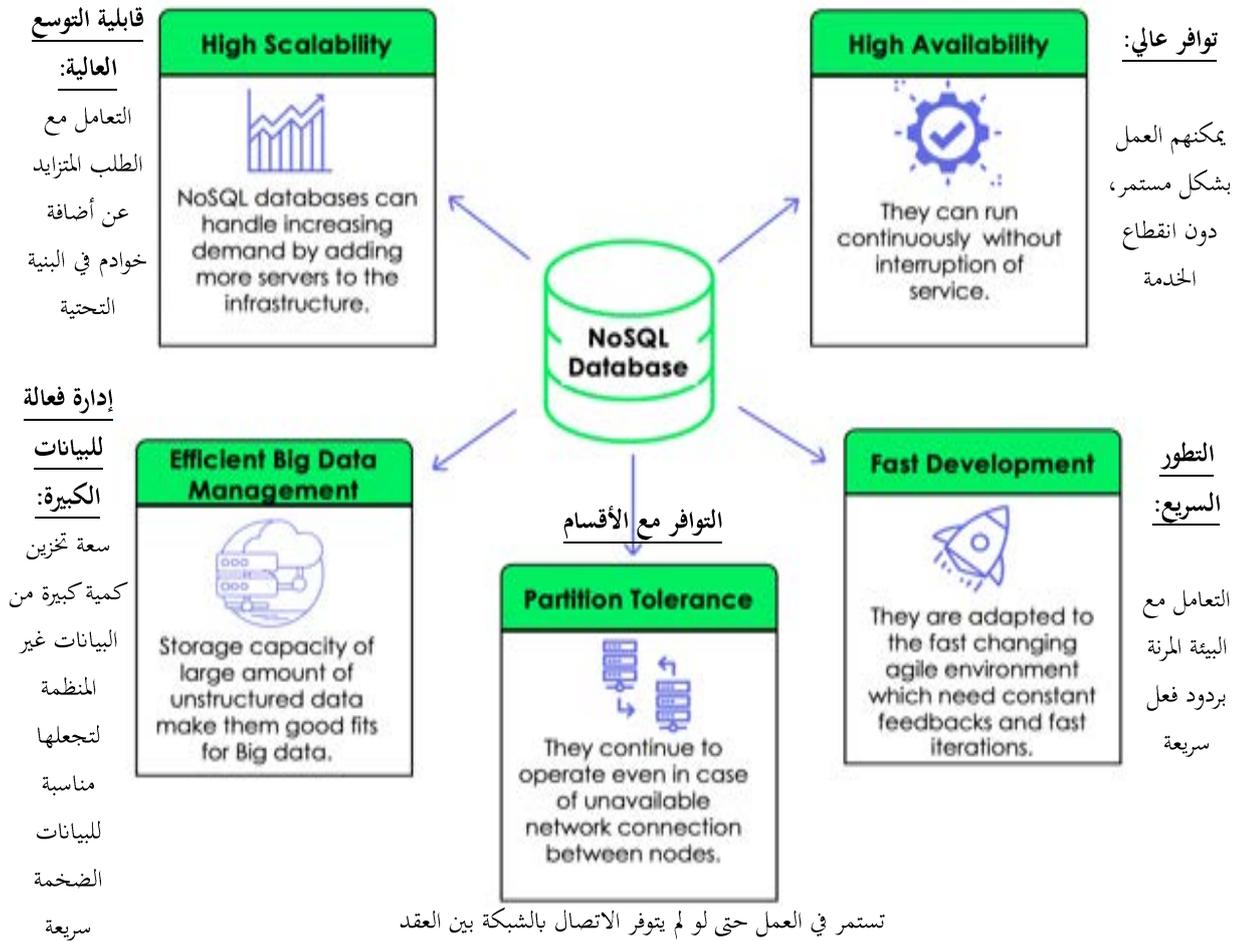 قابلية التوسع
العالية:
التعامل مع
الطلب المتزايد
عن أضافة
خوادم في البنية
التحتية
High Scalability
NoSQL databases can
handle increasing
demand by adding
more servers to the
infrastructure.
High Availability
They can run
continuously without
interruption of
service.
توافر عالي:
يمكنهم العمل
بشكل مستمر،
دون انقطاع
الخدمة
NoSQL
Database
إدارة فعالة
للبيانات
الكبيرة:
سعة تخزين
كمية كبيرة من
البيانات غير
المنظمة
لتجعلها
مناسبة
للبيانات
الضخمة
سريعة
Efficient Big Data
Management
Storage capacity of
large amount of
unstructured data
make them good fits
for Big data.
التوافر مع الأقسام
Partition Tolerance
They continue to
operate even in case
of unavailable
network connection
between nodes.
تستمر في العمل حتى لو لم يتوفر الاتصال بالشبكة بين العقد
Fast Development
They are adapted to
the fast changing
agile environment
which need constant
feedbacks and fast
iterations.
التطور
السريع:
التعامل مع
البيئة المرنة
بردود فعل
سريعة